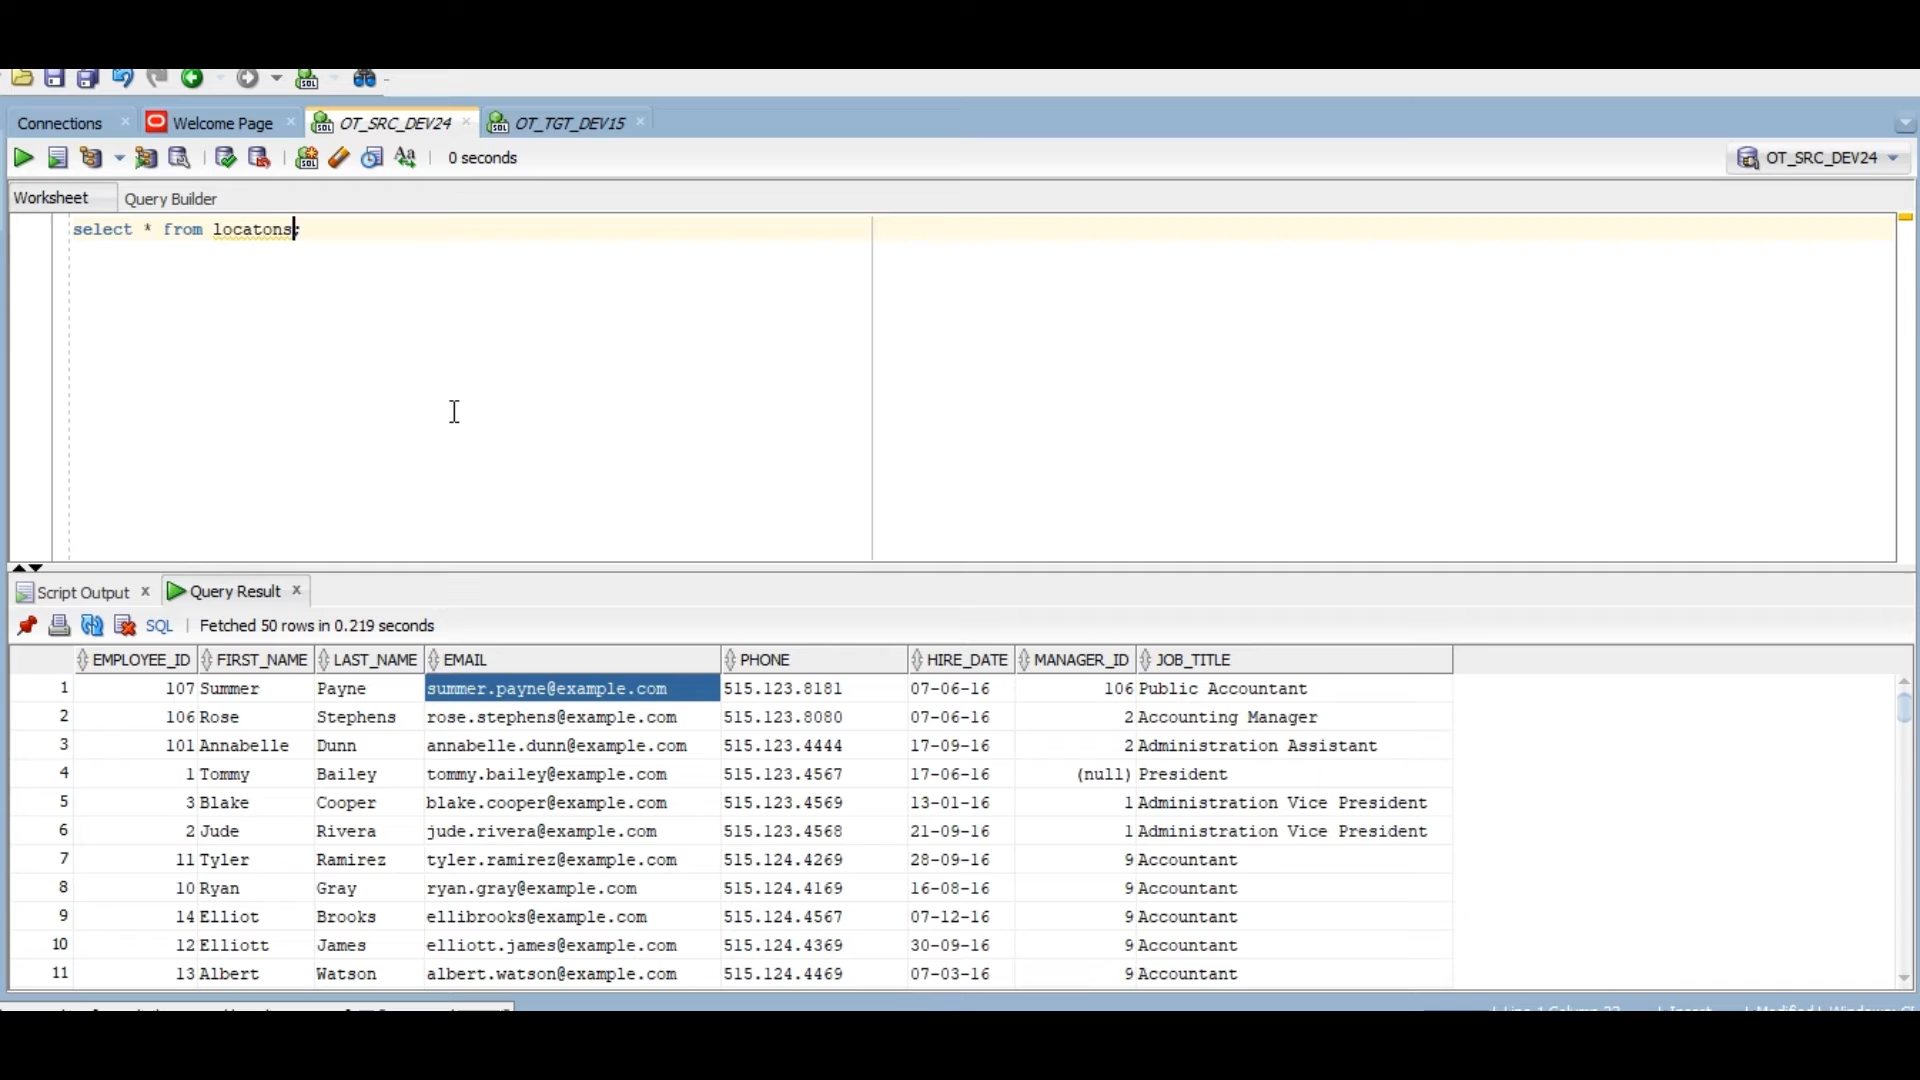 Connections
Welcome Page
OT_SRC_DEV24
OT_TGT_DEV15
0 seconds
OT_SRC_DEV24
Worksheet
Query Builder
select * from locatons;
Script Output
Query Result
SQL | Fetched 50 rows in 0.219 seconds
EMPLOYEE_ID FIRST_NAME LAST_NAME EMAIL PHONE HIRE_DATE MANAGER_ID JOB_TITLE
1 107 Summer Payne summer.payne@example.com 515.123.8181 07-06-16 106 Public Accountant
2 106 Rose Stephens rose.stephens@example.com 515.123.8080 07-06-16 2 Accounting Manager
3 101 Annabelle Dunn annabelle.dunn@example.com 515.123.4444 17-09-16 2 Administration Assistant
4 1 Tommy Bailey tommy.bailey@example.com 515.123.4567 17-06-16 (null) President
5 3 Blake Cooper blake.cooper@example.com 515.123.4569 13-01-16 1 Administration Vice President
6 2 Jude Rivera jude.rivera@example.com 515.123.4568 21-09-16 1 Administration Vice President
7 11 Tyler Ramirez tyler.ramirez@example.com 515.124.4269 28-09-16 9 Accountant
8 10 Ryan Gray ryan.gray@example.com 515.124.4169 16-08-16 9 Accountant
9 14 Elliot Brooks ellibrooks@example.com 515.124.4567 07-12-16 9 Accountant
10 12 Elliott James elliott.james@example.com 515.124.4369 30-09-16 9 Accountant
11 13 Albert Watson albert.watson@example.com 515.124.4469 07-03-16 9 Accountant